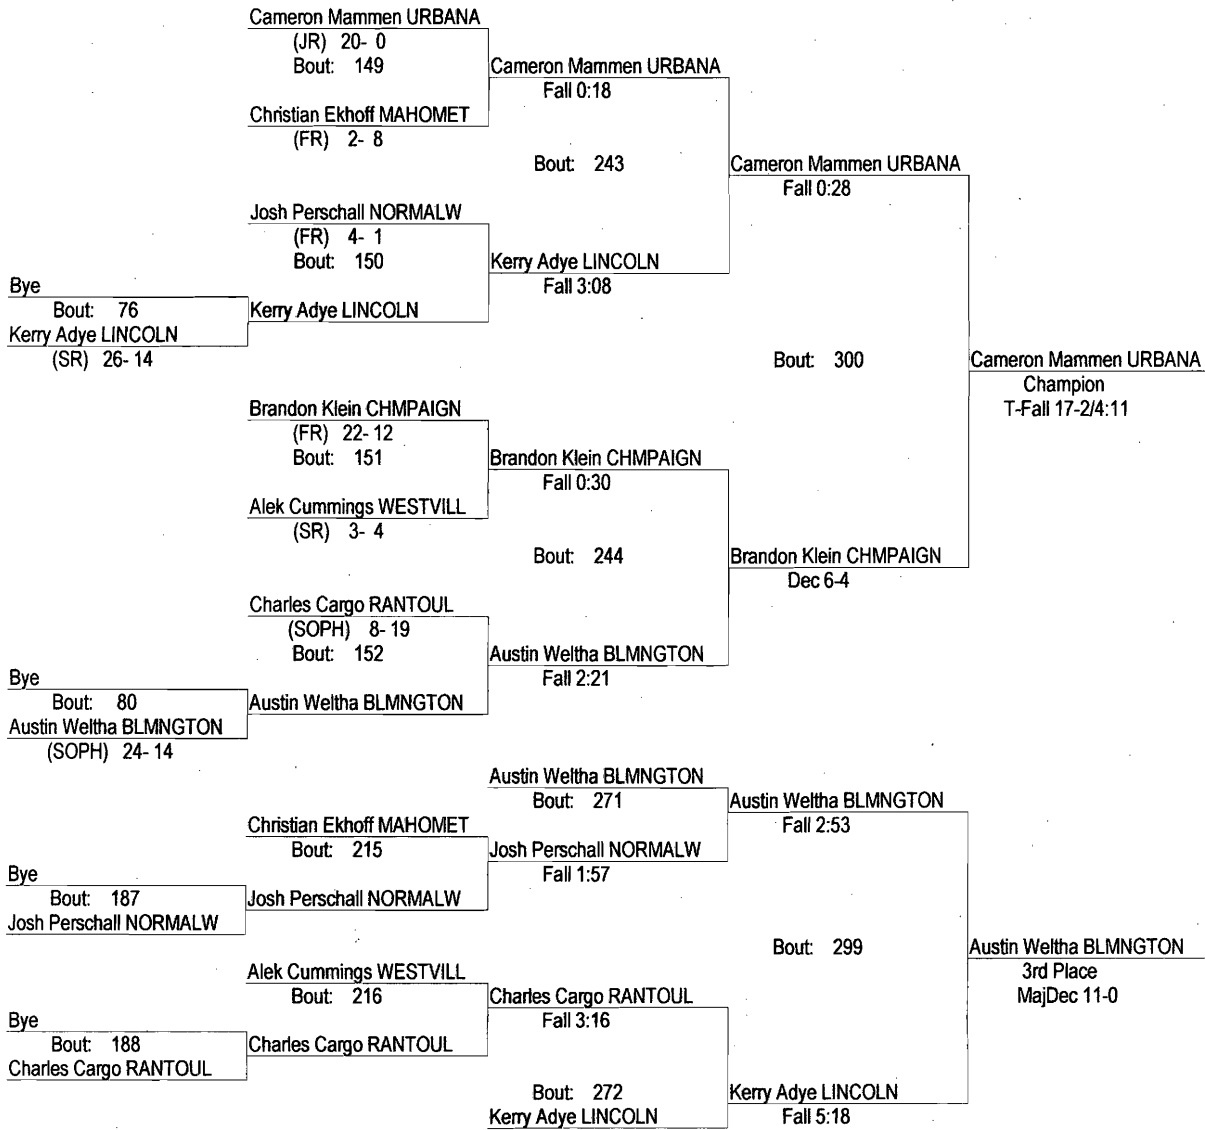 Cameron Mammen URBANA
(JR) 20- 0
Bout: 149
Cameron Mammen URBANA
Fall 0:18
Christian Ekhoff MAHOMET
(FR) 2- 8
Bout: 243
Cameron Mammen URBANA
Fall 0:28
Josh Perschall NORMALW
(FR) 4- 1
Bout: 150
Kerry Adye LINCOLN
Fall 3:08
Bye
Bout: 76
Kerry Adye LINCOLN
Kerry Adye LINCOLN
(SR) 26- 14
Bout: 300
Cameron Mammen URBANA
Champion
T-Fall 17-2/4:11
Brandon Klein CHMPAIGN
(FR) 22- 12
Bout: 151
Brandon Klein CHMPAIGN
Fall 0:30
Alek Cummings WESTVILL
(SR) 3- 4
Bout: 244
Brandon Klein CHMPAIGN
Dec 6-4
Charles Cargo RANTOUL
(SOPH) 8- 19
Bout: 152
Austin Weltha BLMNGTON
Fall 2:21
Bye
Bout: 80
Austin Weltha BLMNGTON
Austin Weltha BLMNGTON
(SOPH) 24- 14
Austin Weltha BLMNGTON
Bout: 271
Austin Weltha BLMNGTON
Fall 2:53
Christian Ekhoff MAHOMET
Bout: 215
Josh Perschall NORMALW
Fall 1:57
Bye
Bout: 187
Josh Perschall NORMALW
Josh Perschall NORMALW
Bout: 299
Austin Weltha BLMNGTON
3rd Place
MajDec 11-0
Alek Cummings WESTVILL
Bout: 216
Charles Cargo RANTOUL
Fall 3:16
Bye
Bout: 188
Charles Cargo RANTOUL
Charles Cargo RANTOUL
Bout: 272
Kerry Adye LINCOLN
Kerry Adye LINCOLN
Fall 5:18